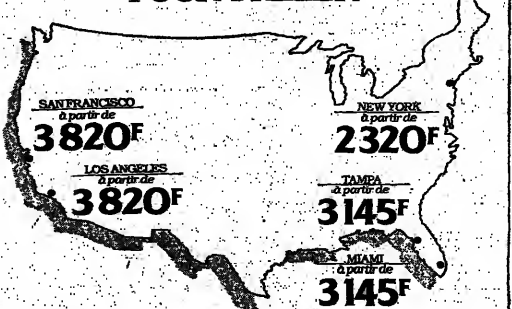 SAN FRANCISCO
à partir de
3 820F
NEW YORK
à partir de
2 320F
LOS ANGELES
à partir de
3 820F
TAMPA
à partir de
3 145F
MIAMI
à partir de
3 145F